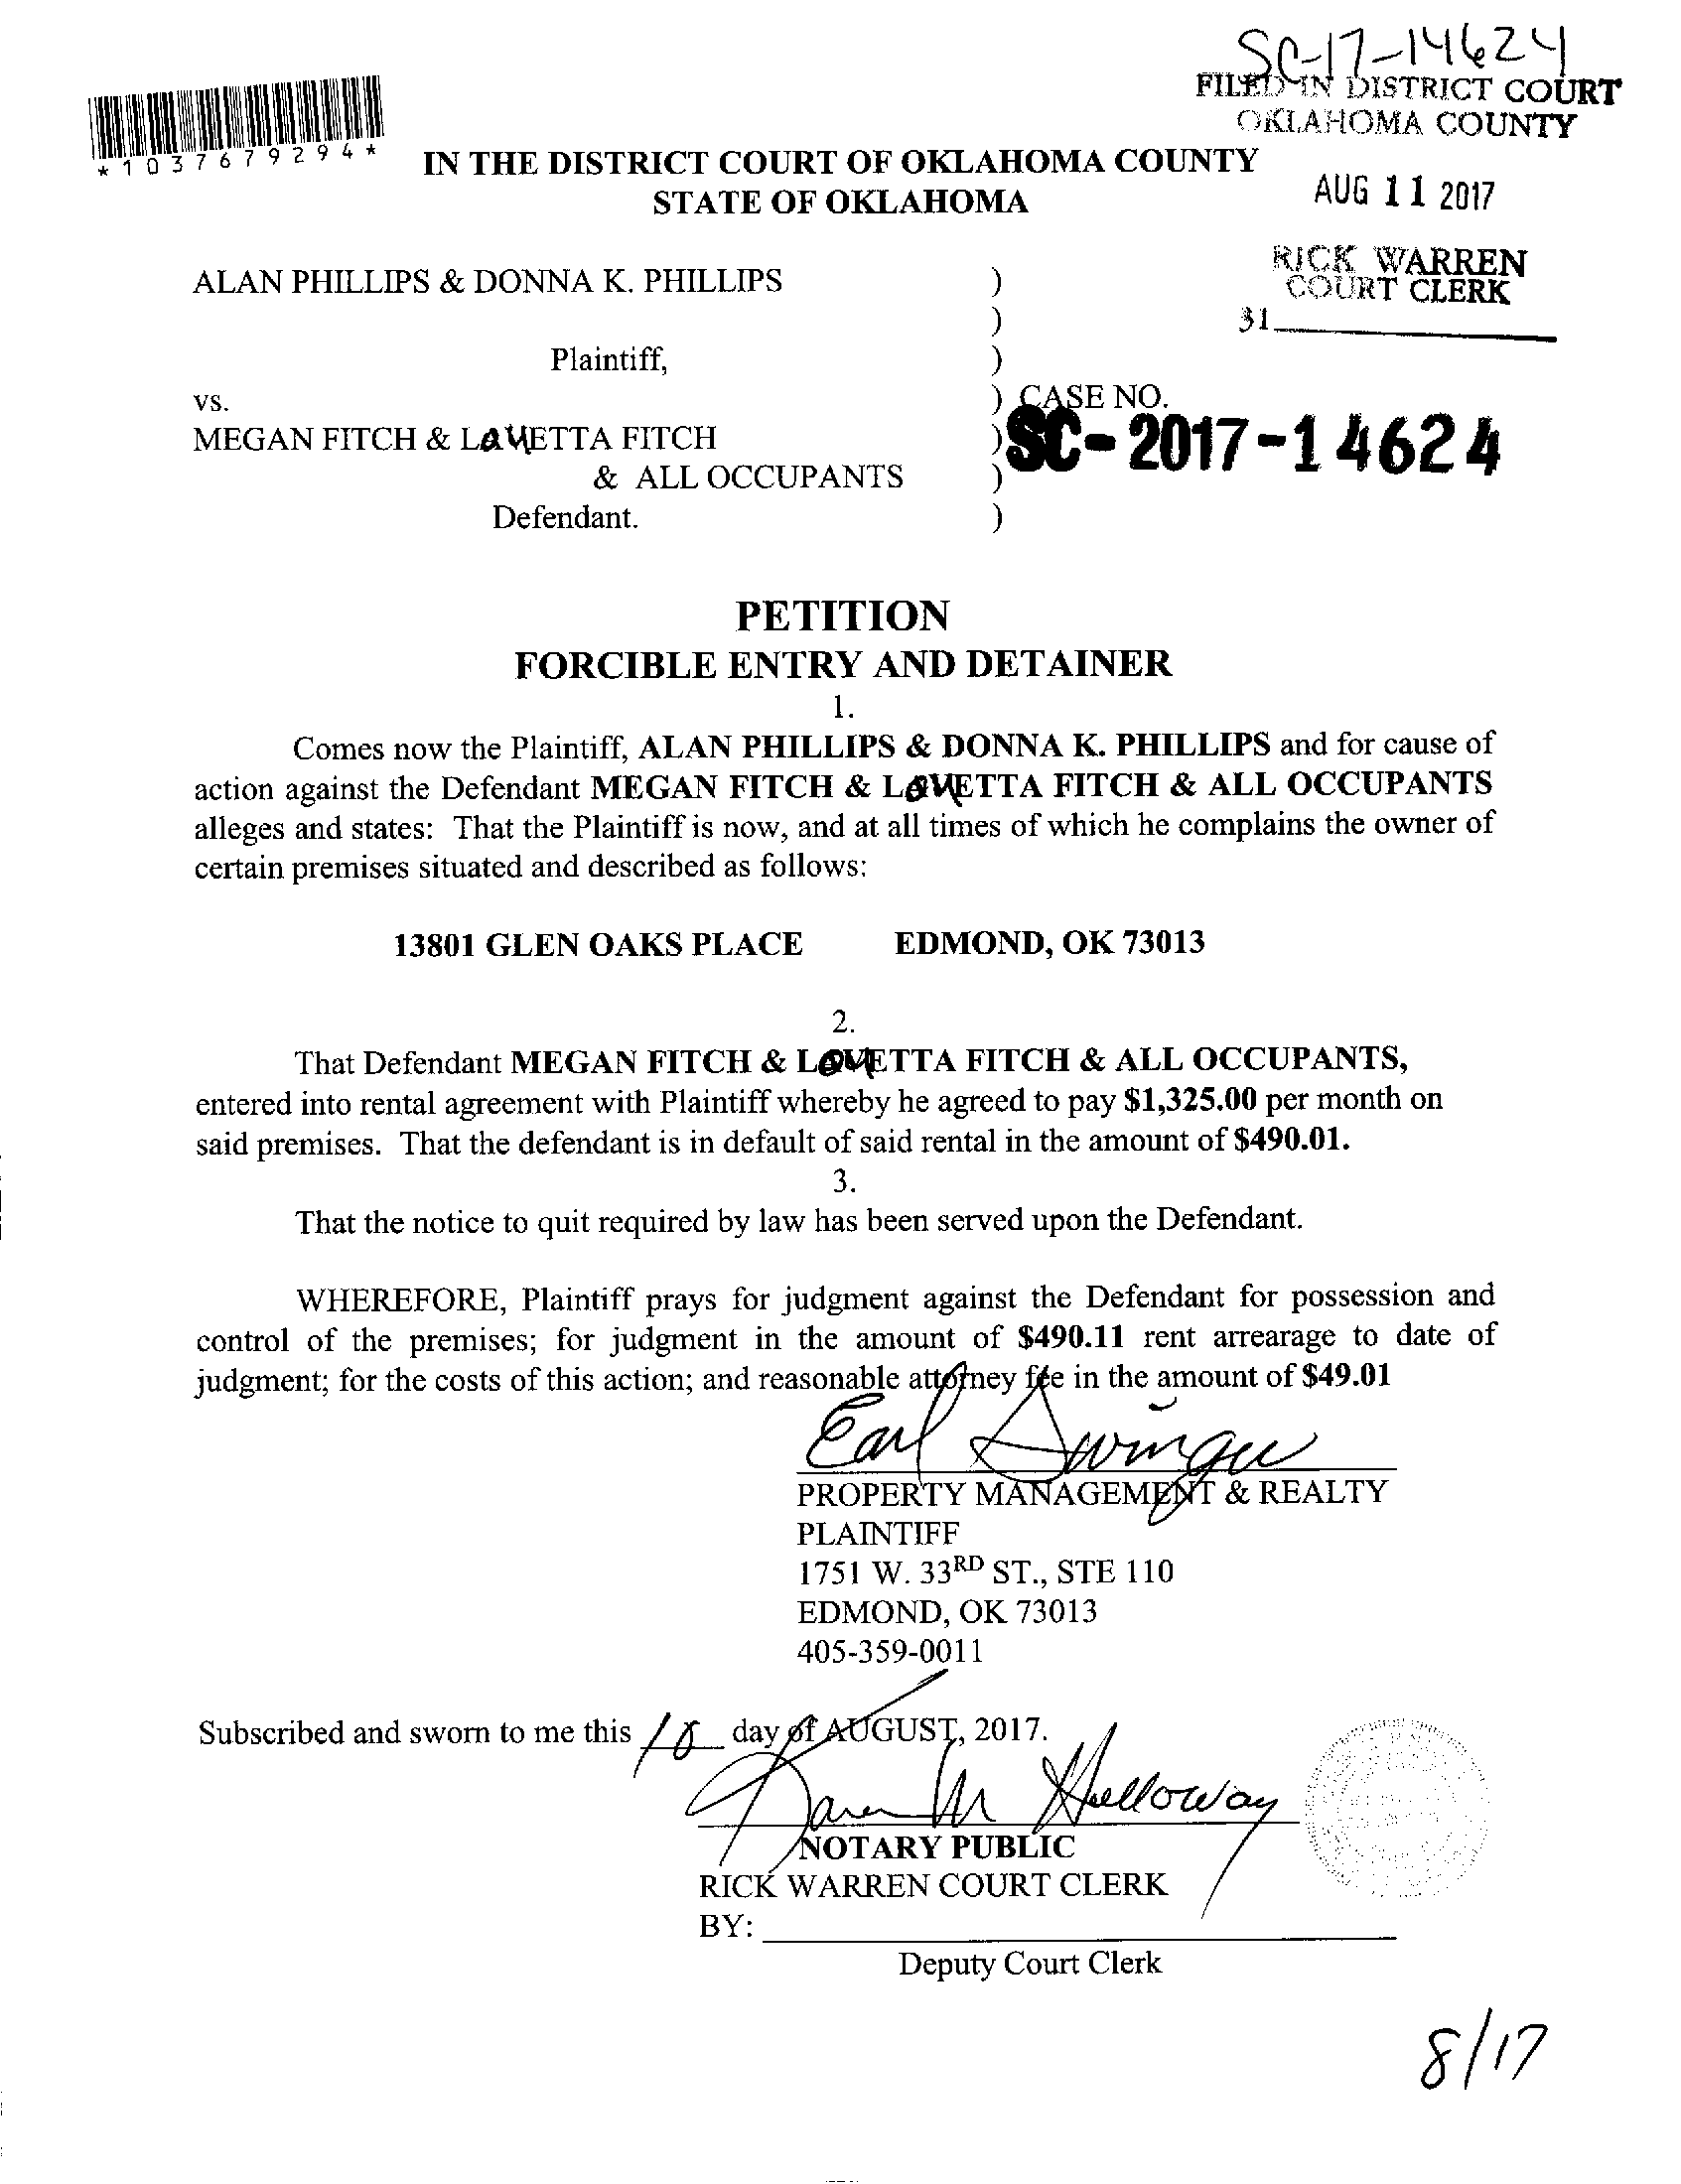 SC-17-14624
FILED IN DISTRICT COURT
OKLAHOMA COUNTY
*1037679294*
IN THE DISTRICT COURT OF OKLAHOMA COUNTY
STATE OF OKLAHOMA
AUG 11 2017
RICK WARREN
COURT CLERK
31
ALAN PHILLIPS & DONNA K. PHILLIPS )
)
Plaintiff, )
vs. ) CASE NO.
MEGAN FITCH & LAVETTA FITCH ) SC-2017-14624
& ALL OCCUPANTS )
Defendant. )
PETITION
FORCIBLE ENTRY AND DETAINER
1.
Comes now the Plaintiff, ALAN PHILLIPS & DONNA K. PHILLIPS and for cause of
action against the Defendant MEGAN FITCH & LAVETTA FITCH & ALL OCCUPANTS
alleges and states: That the Plaintiff is now, and at all times of which he complains the owner of
certain premises situated and described as follows:
13801 GLEN OAKS PLACE EDMOND, OK 73013
2.
That Defendant MEGAN FITCH & LAVETTA FITCH & ALL OCCUPANTS,
entered into rental agreement with Plaintiff whereby he agreed to pay $1,325.00 per month on
said premises. That the defendant is in default of said rental in the amount of $490.01.
3.
That the notice to quit required by law has been served upon the Defendant.
WHEREFORE, Plaintiff prays for judgment against the Defendant for possession and
control of the premises; for judgment in the amount of $490.11 rent arrearage to date of
judgment; for the costs of this action; and reasonable attorney fee in the amount of $49.01
Earl
PROPERTY MANAGEMENT & REALTY
PLAINTIFF
1751 W. 33RD ST., STE 110
EDMOND, OK 73013
405-359-0011
Subscribed and sworn to me this 10 day of AUGUST, 2017.
Karen M Holloway
NOTARY PUBLIC
RICK WARREN COURT CLERK
BY:
Deputy Court Clerk
8/17